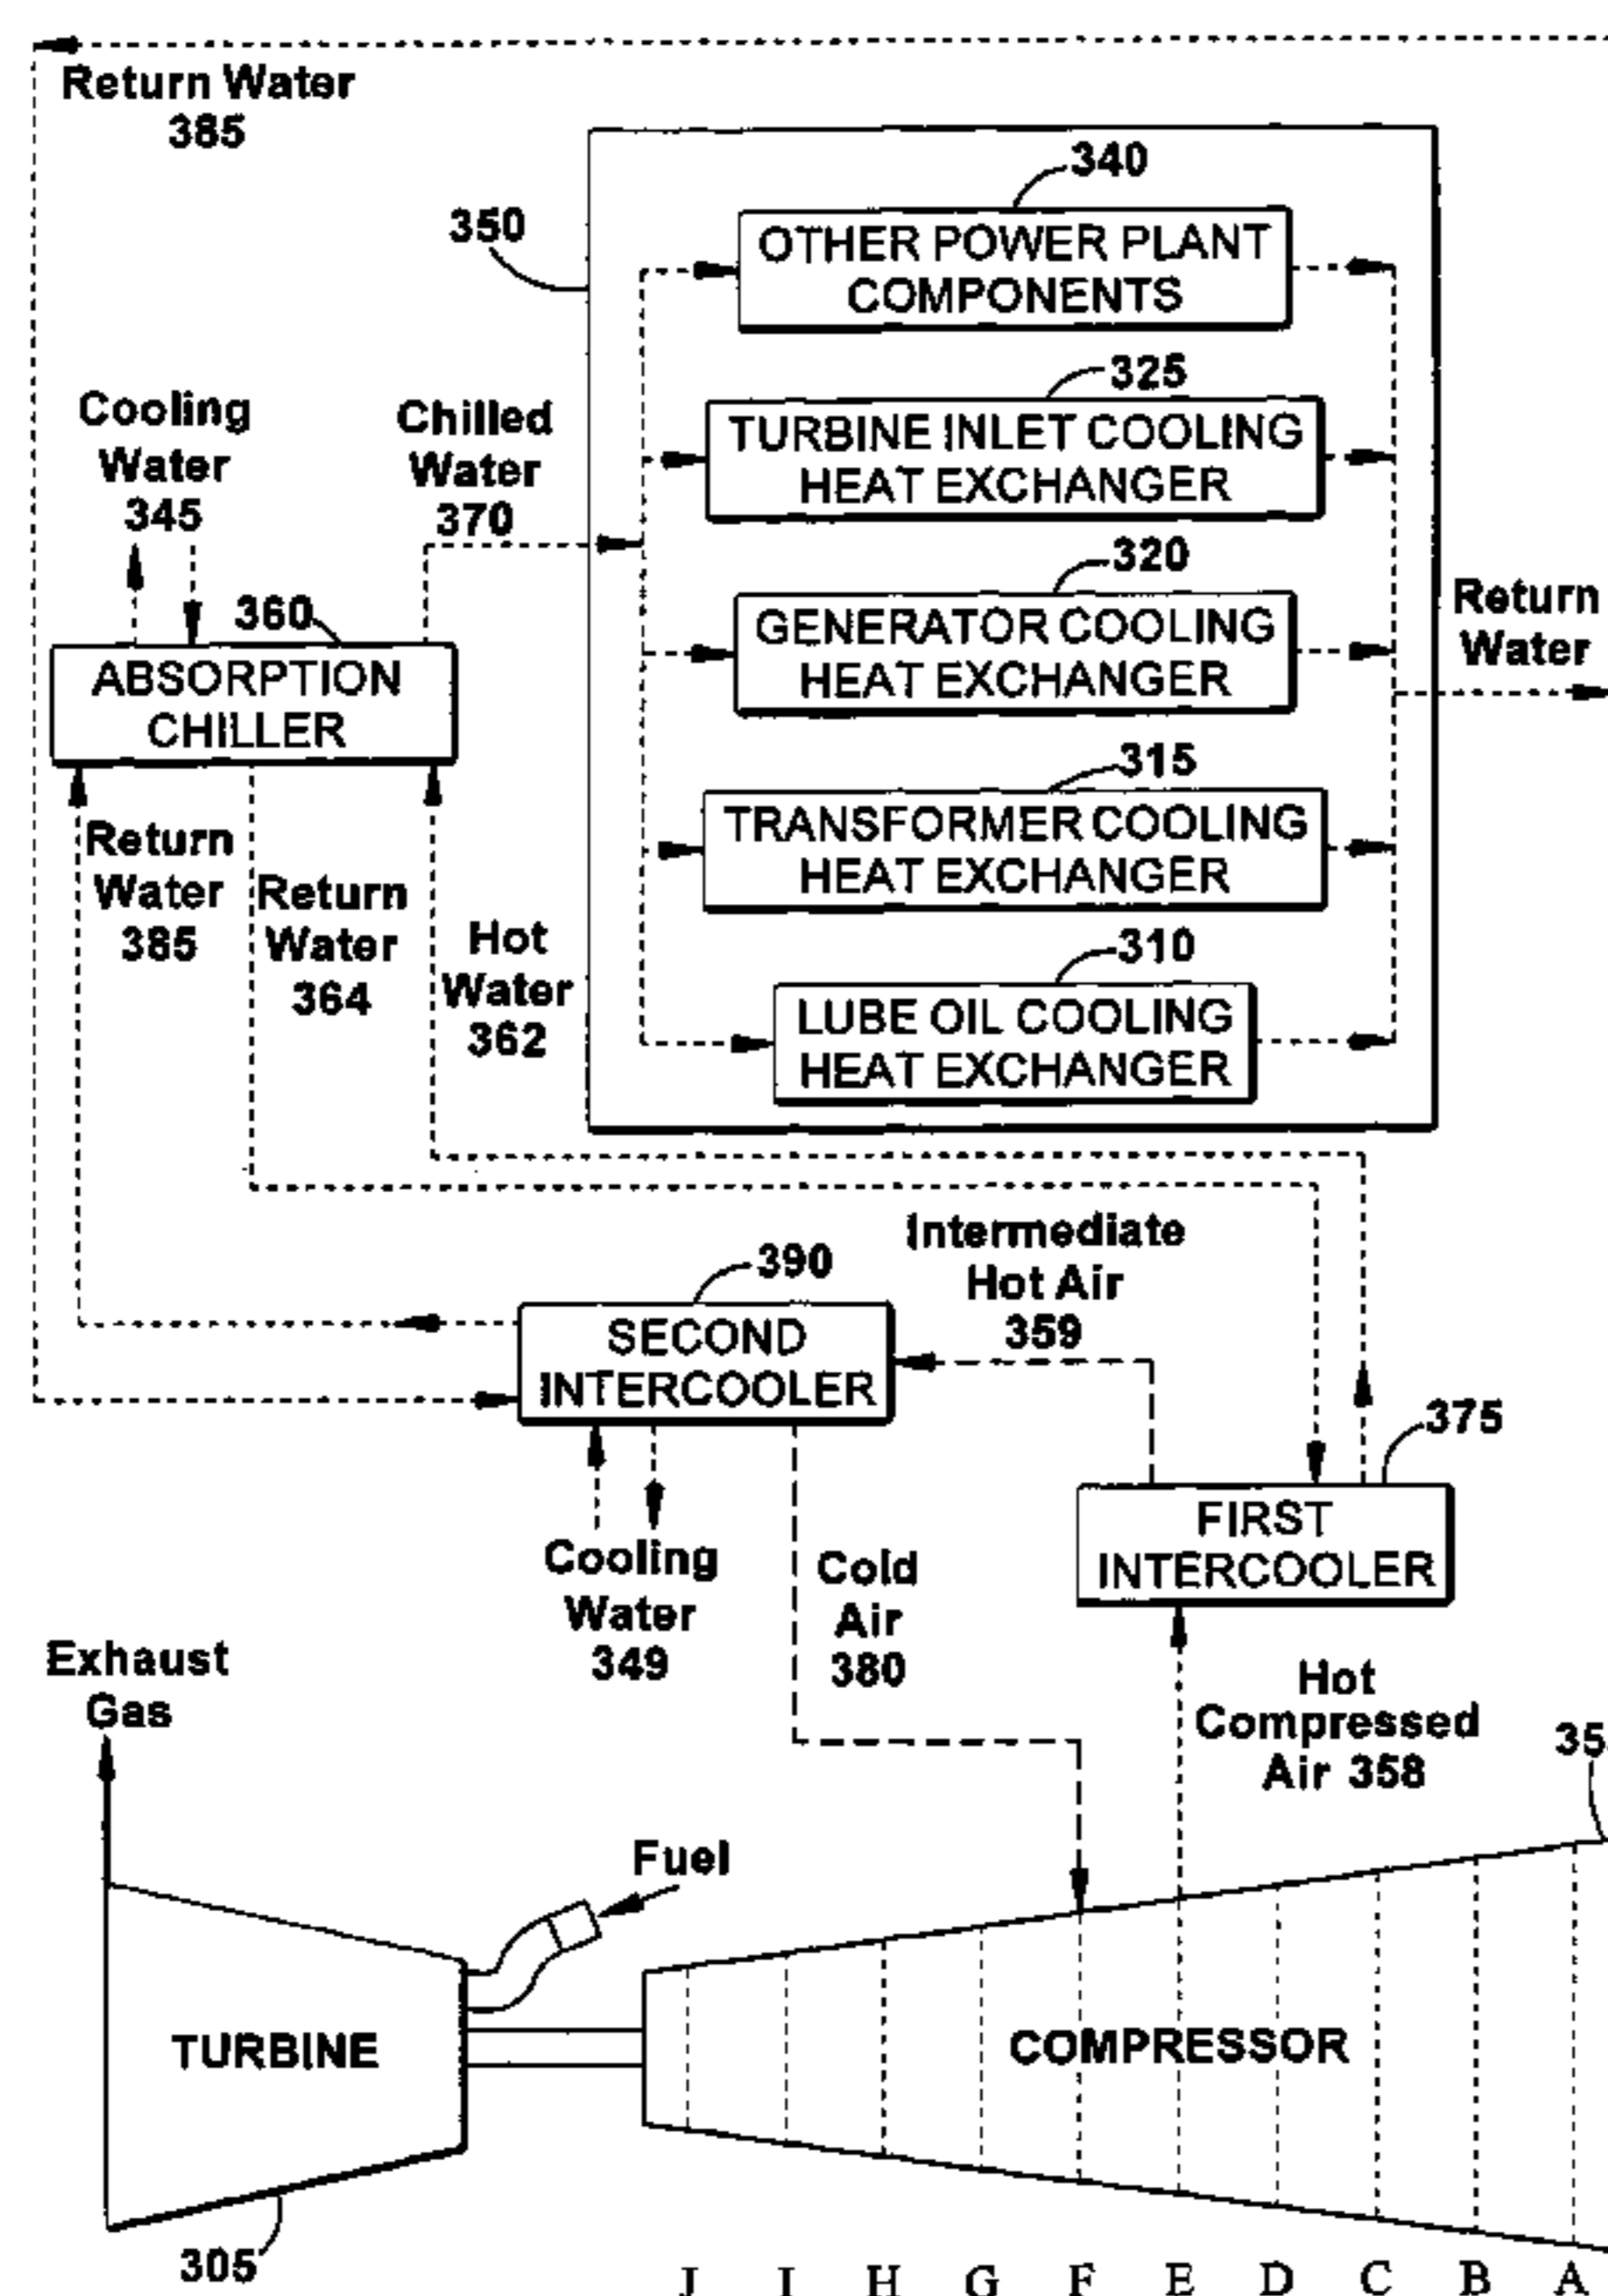 Return Water
385
340
350
OTHER POWER PLANT
COMPONENTS
325
Cooling
Water
345
Chilled
Water
370
TURBINE INLET COOLING
HEAT EXCHANGER
320
360
ABSORPTION
CHILLER
GENERATOR COOLING
HEAT EXCHANGER
Return
Water
315
TRANSFORMER COOLING
HEAT EXCHANGER
Return
Water
385
Return
Water
364
Hot
Water
362
310
LUBE OIL COOLING
HEAT EXCHANGER
Intermediate
Hot Air
359
390
SECOND
INTERCOOLER
375
FIRST
INTERCOOLER
Cooling
Water
349
Cold
Air
380
Hot
Compressed
Air 358
Exhaust
Gas
Fuel
TURBINE
COMPRESSOR
305
J I H G F E D C B A